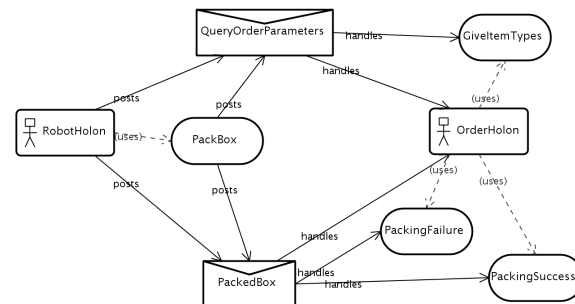 QueryOrderParameters
handles
GiveItemTypes
handles
posts
posts
(uses)
RobotHolon
(uses)
PackBox
OrderHolon
posts
posts
(uses)
(uses)
PackingFailure
handles
handles
handles
PackedBox
PackingSuccess